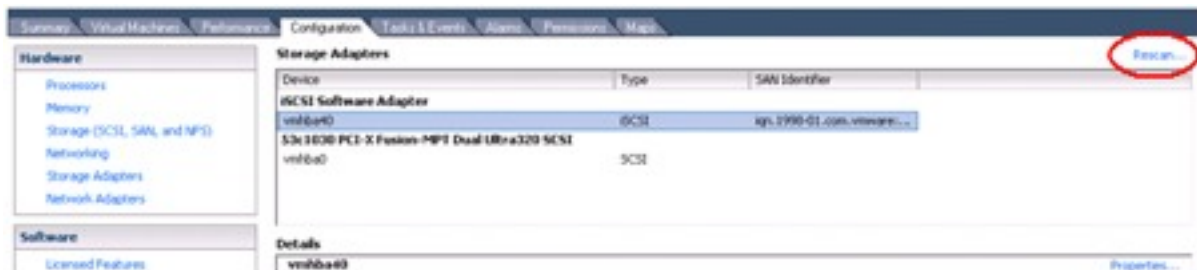 Summary Virtual Machines Performance Configuration Tasks & Events Alarms Permissions Maps
Hardware
Processors
Memory
Storage (SCSI, SAN, and NFS)
Networking
Storage Adapters
Network Adapters
Software
Licensed Features
Storage Adapters
Rescan...
Device Type SAN Identifier
iSCSI Software Adapter
vmhba40 iSCSI iqn.1998-01.com.vmware:...
53c1030 PCI-X Fusion-MPT Dual Ultra320 SCSI
vmhba0 SCSI
Details
vmhba40
Properties...